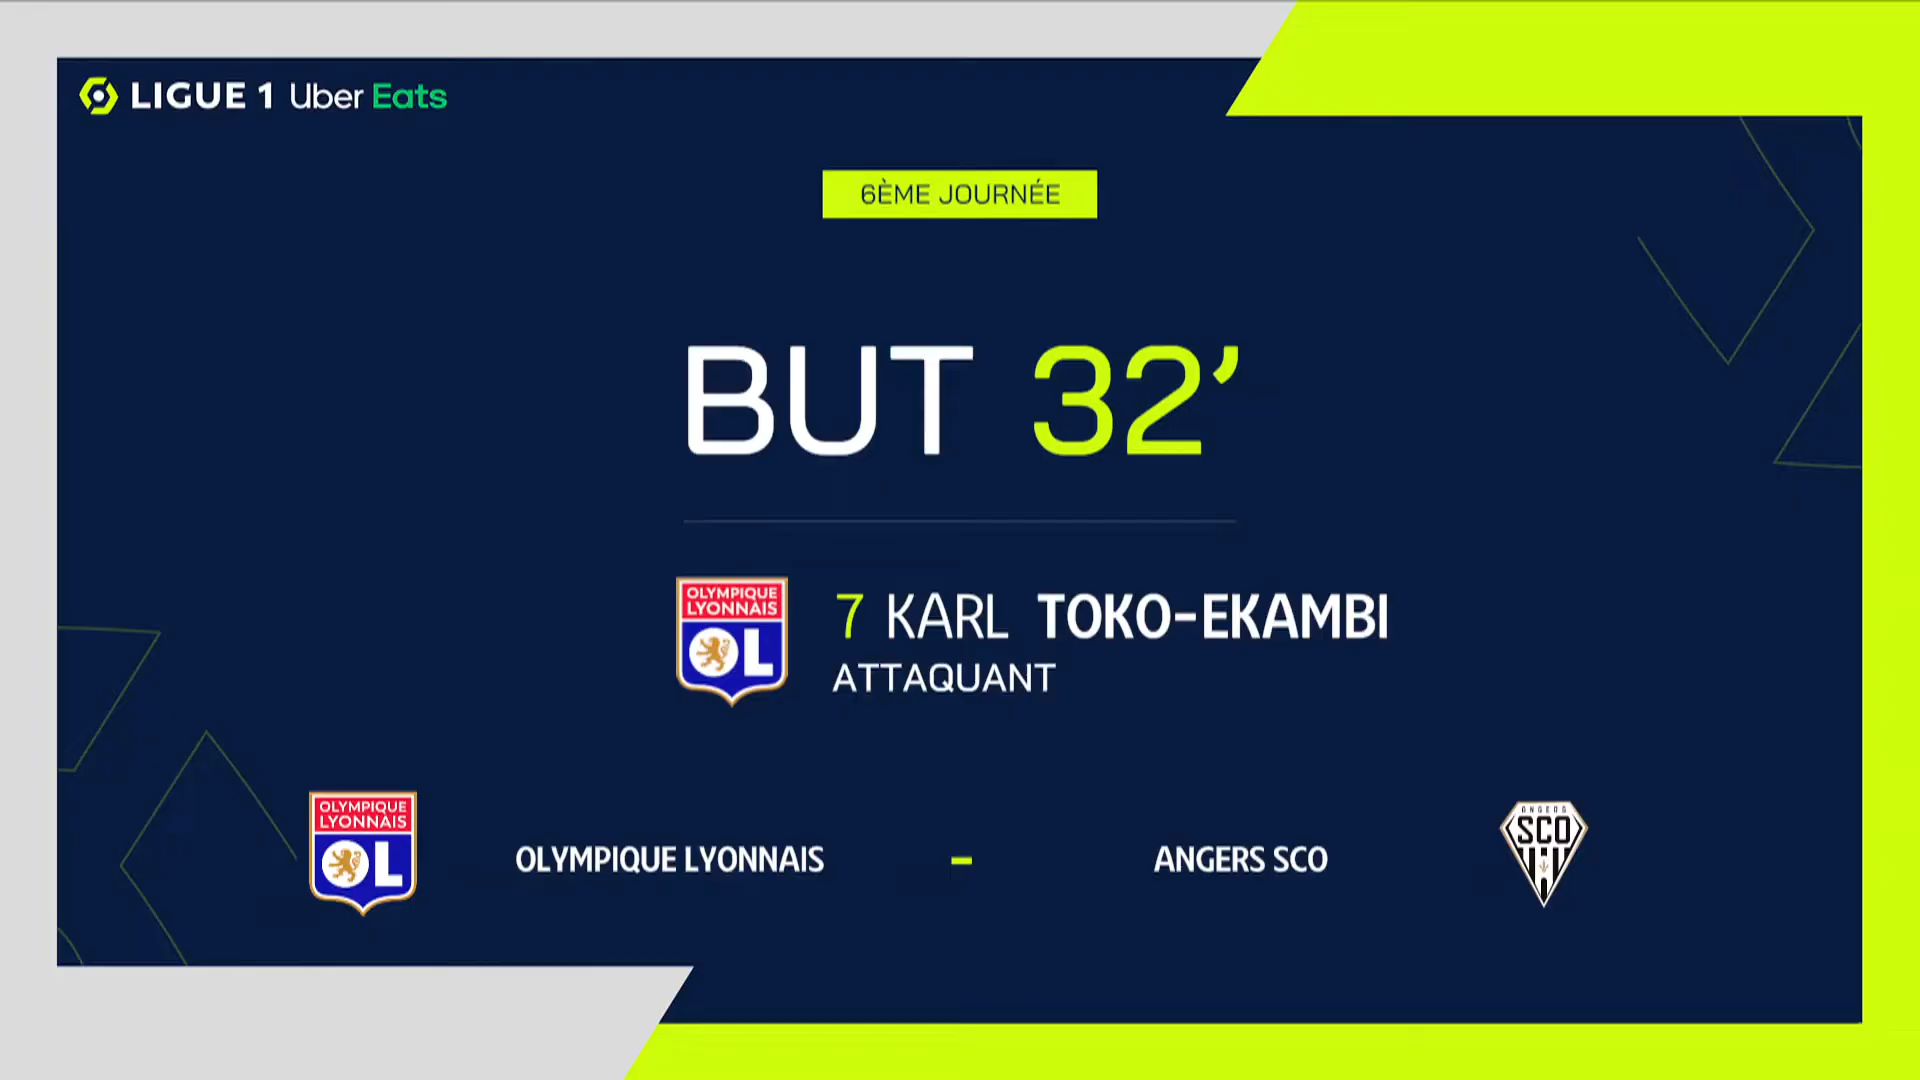 LIGUE 1 Uber Eats
6ÈME JOURNÉE
BUT 32’
OLYMPIQUE
LYONNAIS
OL
7 KARL TOKO-EKAMBI
ATTAQUANT
OLYMPIQUE
LYONNAIS
OL
OLYMPIQUE LYONNAIS - ANGERS SCO
ANGERS
SCO